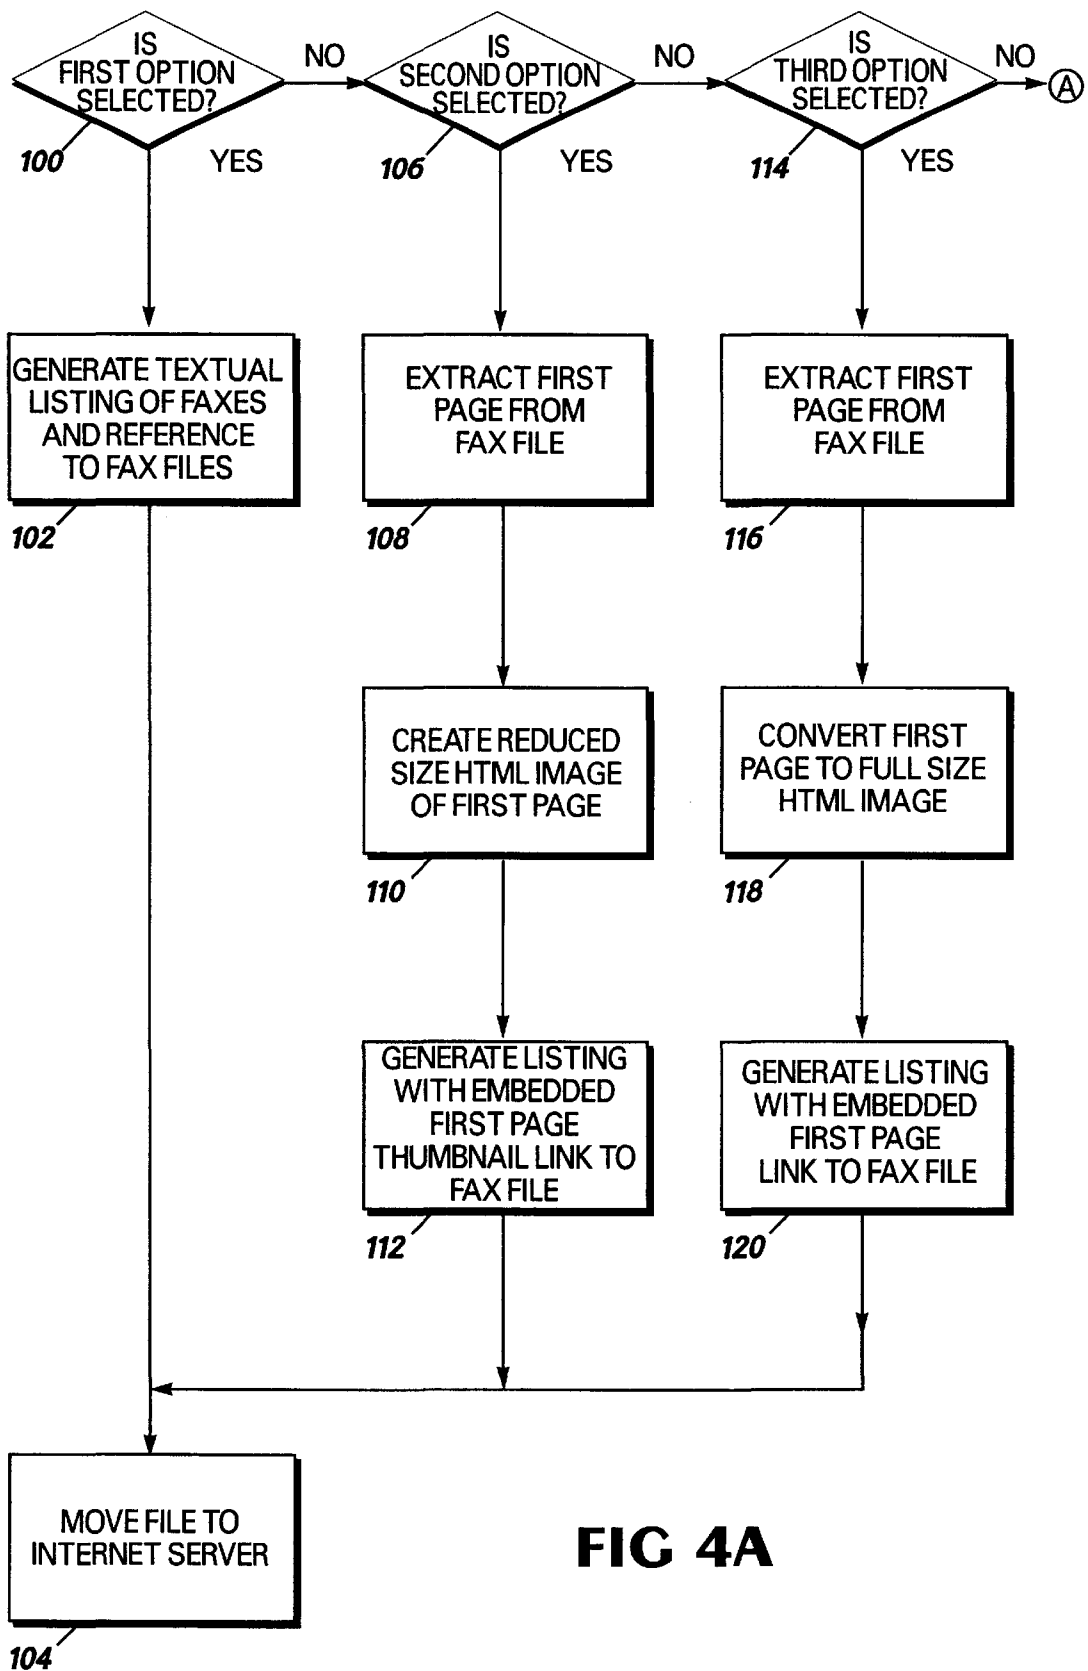 IS
FIRST OPTION
SELECTED?
NO
100
YES
IS
SECOND OPTION
SELECTED?
NO
106
YES
IS
THIRD OPTION
SELECTED?
NO
A
114
YES
GENERATE TEXTUAL
LISTING OF FAXES
AND REFERENCE
TO FAX FILES
102
EXTRACT FIRST
PAGE FROM
FAX FILE
108
EXTRACT FIRST
PAGE FROM
FAX FILE
116
CREATE REDUCED
SIZE HTML IMAGE
OF FIRST PAGE
110
CONVERT FIRST
PAGE TO FULL SIZE
HTML IMAGE
118
GENERATE LISTING
WITH EMBEDDED
FIRST PAGE
THUMBNAIL LINK TO
FAX FILE
112
GENERATE LISTING
WITH EMBEDDED
FIRST PAGE
LINK TO FAX FILE
120
MOVE FILE TO
INTERNET SERVER
104
FIG 4A